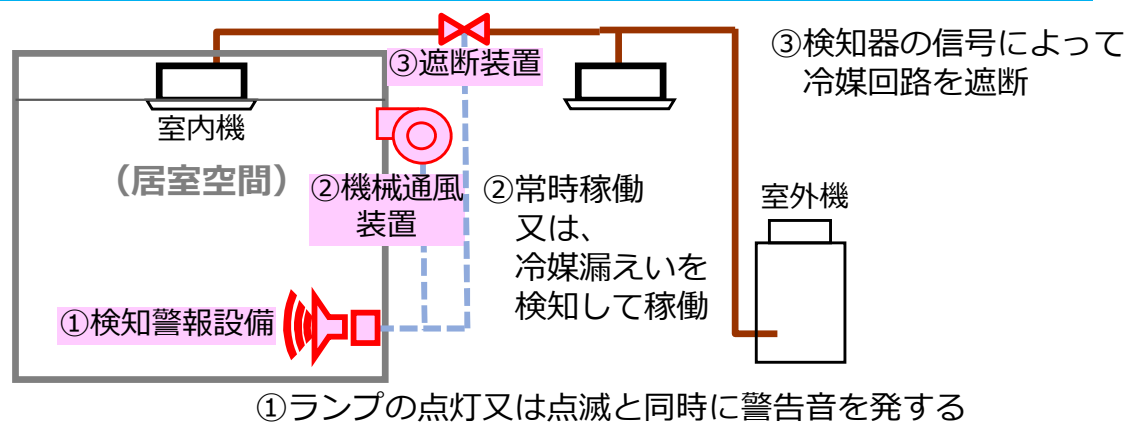 ③遮断装置
③検知器の信号によって
冷媒回路を遮断
室内機
（居室空間）
②機械通風
装置
②常時稼働
又は、
冷媒漏えいを
検知して稼働
室外機
①検知警報設備
①ランプの点灯又は点滅と同時に警告音を発する